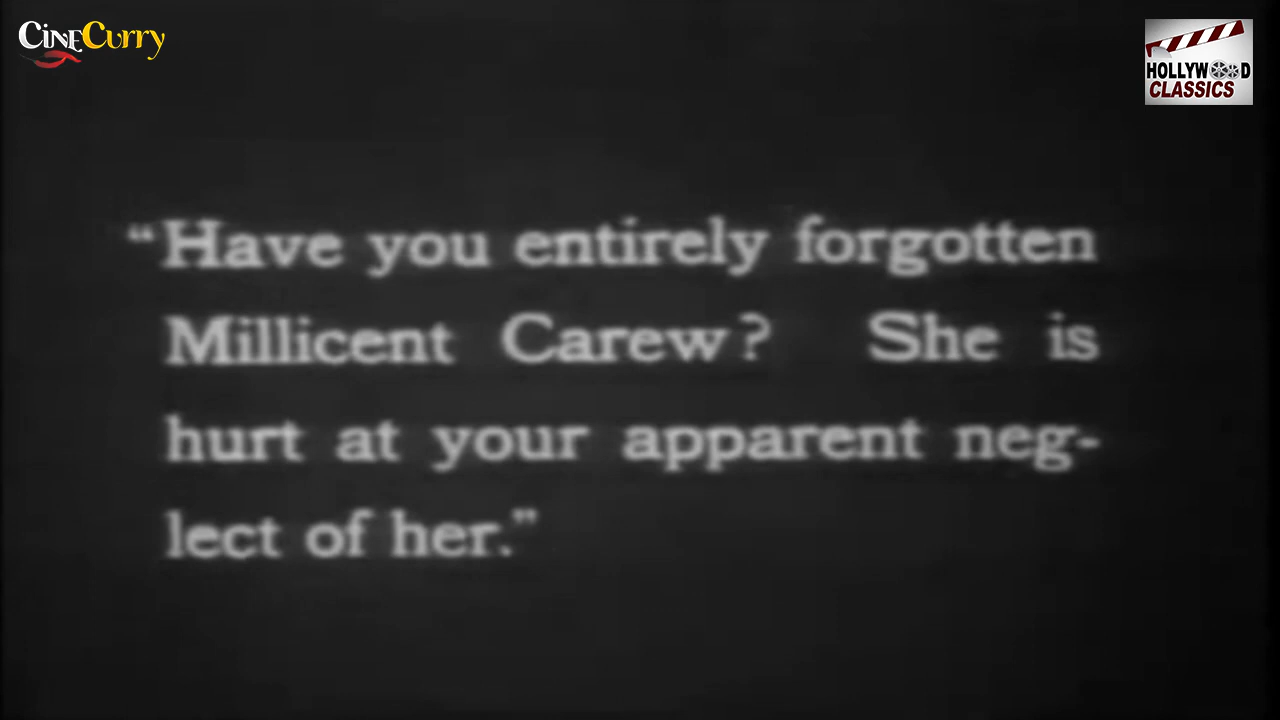 CINECURRY
HOLLYWOOD
CLASSICS
“Have you entirely forgotten
Millicent Carew? She is
hurt at your apparent neg-
lect of her.”